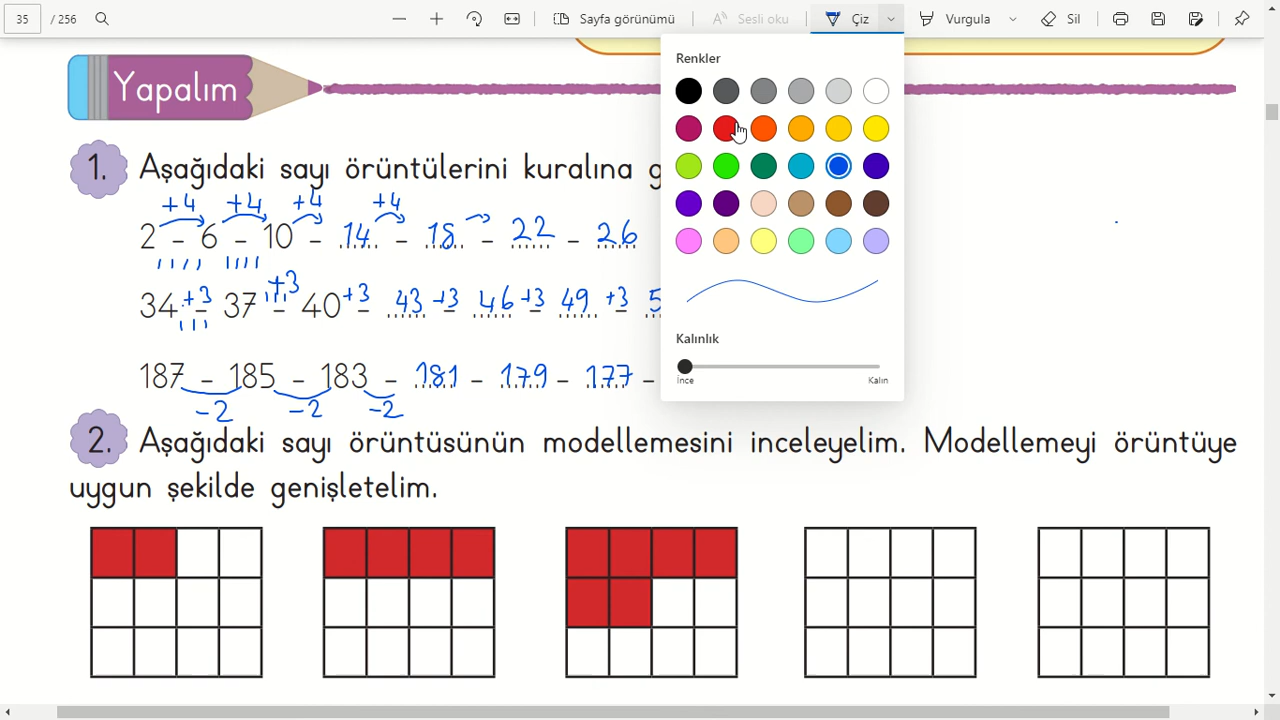 35 / 256 Sayfa görünümü Sesli oku Çiz Vurgula Sil
Renkler
Kalınlık
İnce Kalın
Yapalım
1. Aşağıdaki sayı örüntülerini kuralına g
+4 +4 +4 +4
2 – 6 – 10 – 14 – 18 – 22 – 26
+3 +3 +3 +3 +3 +3
34 – 37 – 40 – 43 – 46 – 49 – 5
187 – 185 – 183 – 181 – 179 – 177 –
-2 -2 -2
2. Aşağıdaki sayı örüntüsünün modellemesini inceleyelim. Modellemeyi örüntüye
uygun şekilde genişletelim.